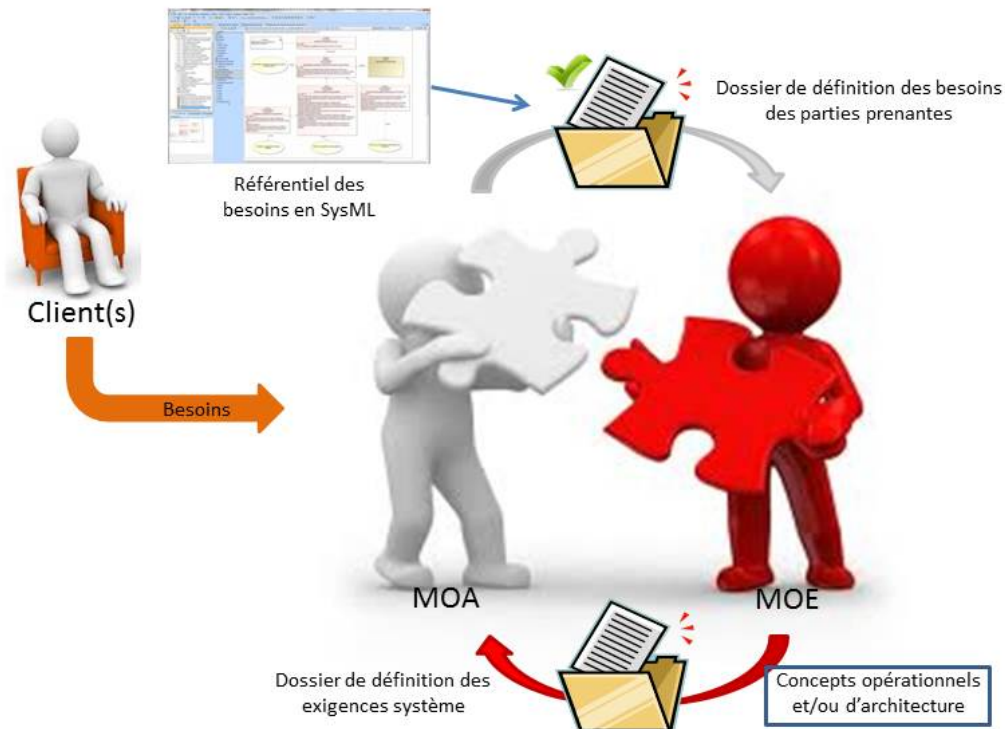 Dossier de définition des besoins
des parties prenantes
Référentiel des
besoins en SysML
Client(s)
Besoins
MOA
MOE
Dossier de définition des
exigences système
Concepts opérationnels
et/ou d'architecture